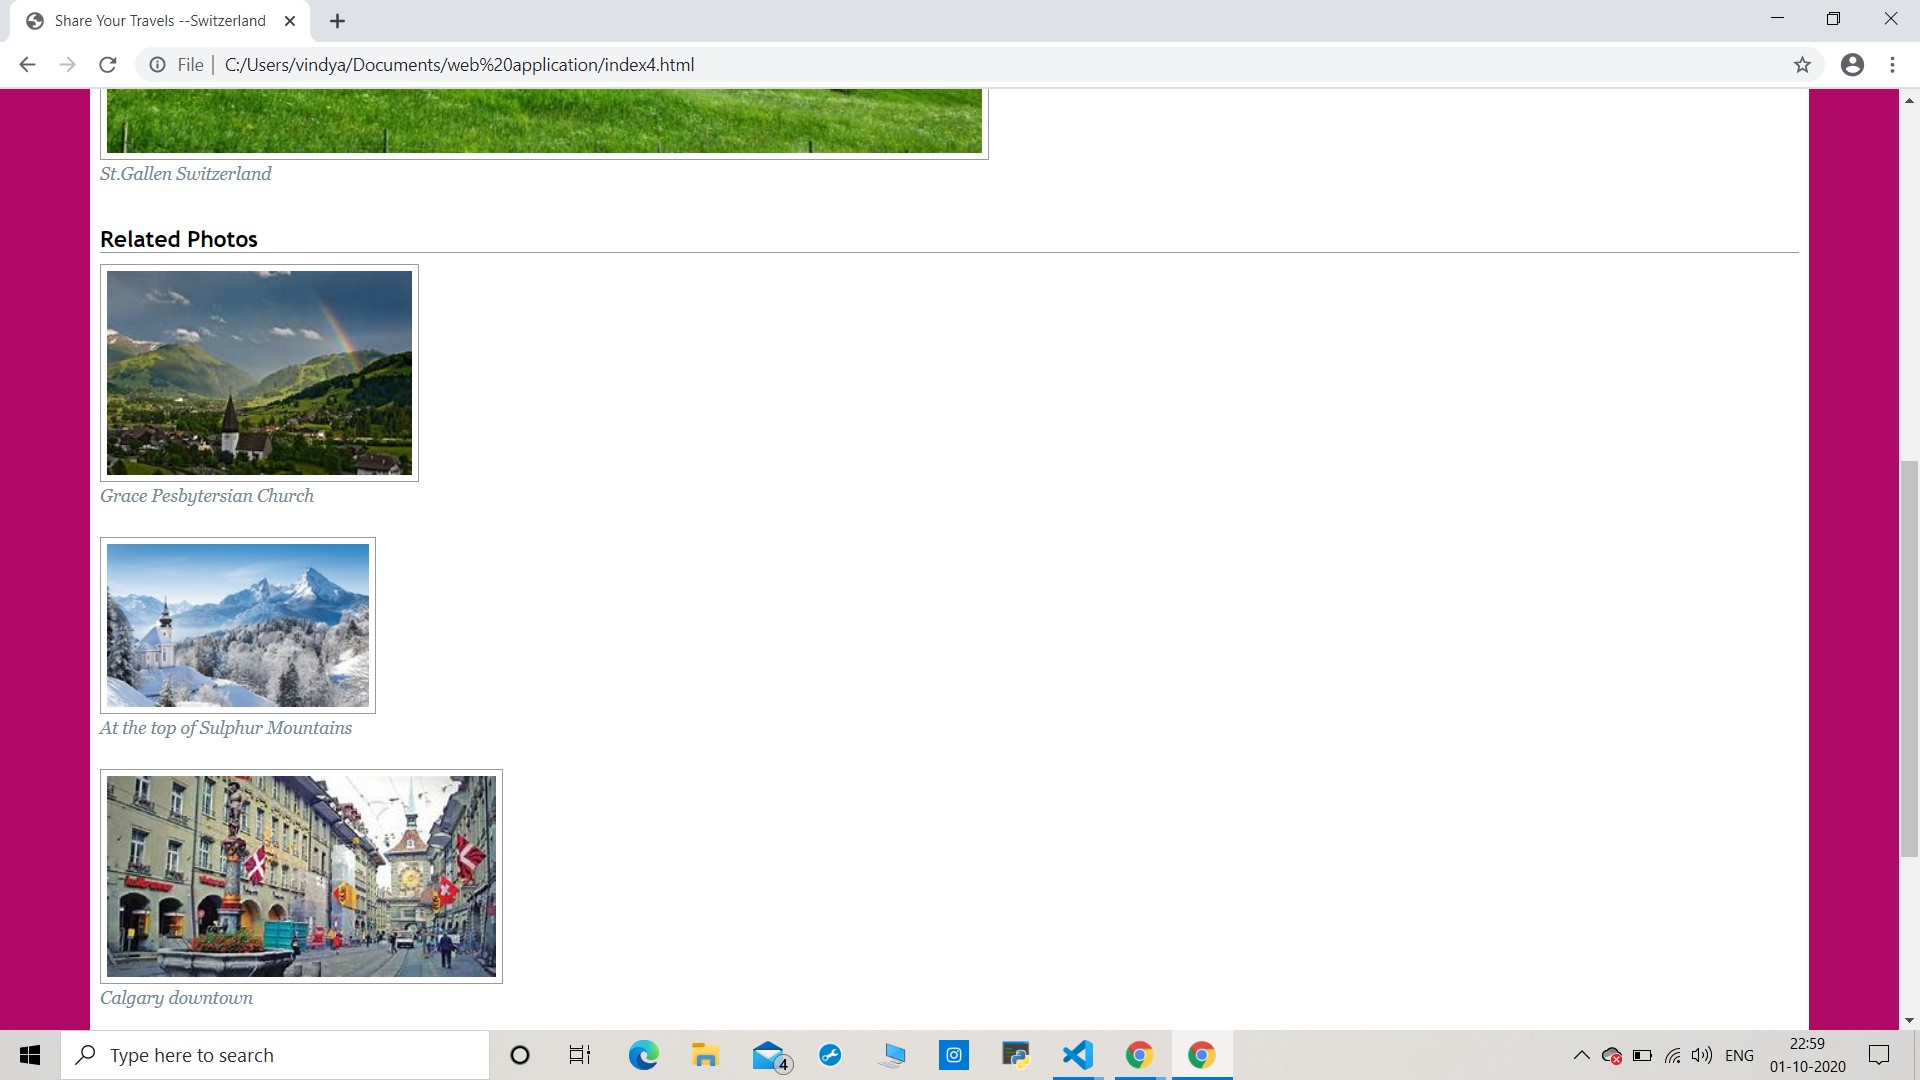 Share Your Travels --Switzerland
File
C:/Users/vindya/Documents/web%20application/index4.html
St.Gallen Switzerland
Related Photos
Grace Pesbytersian Church
At the top of Sulphur Mountains
Calgary downtown
Type here to search
4
ENG
22:59
01-10-2020